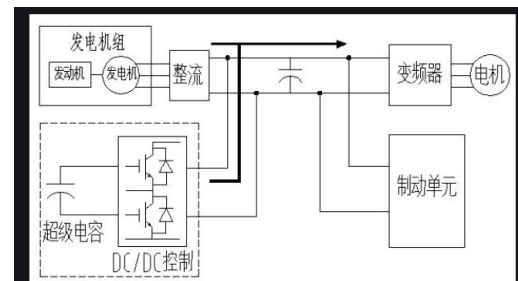 发电机组
发动机
发电机
整流
变频器
电机
制动单元
超级电容
DC/DC控制